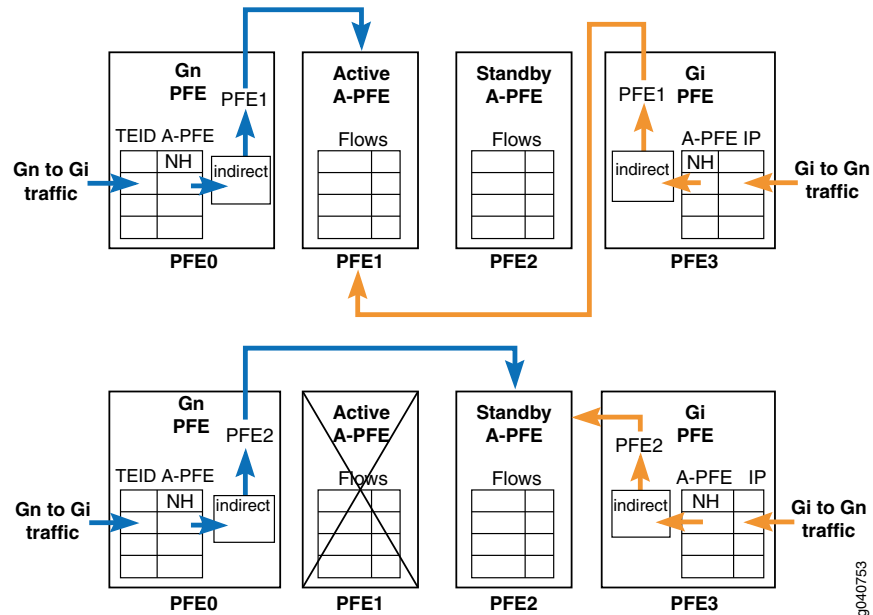 Gn
PFE
PFE1
TEID A-PFE
NH
indirect
Gn to Gi
traffic
PFE0
Active
A-PFE
Flows
PFE1
Standby
A-PFE
Flows
PFE2
Gi
PFE
PFE1
A-PFE IP
NH
indirect
Gi to Gn
traffic
PFE3
Gn
PFE
PFE2
TEID A-PFE
NH
indirect
Gn to Gi
traffic
PFE0
Active
A-PFE
Flows
PFE1
Standby
A-PFE
Flows
PFE2
Gi
PFE
PFE2
A-PFE IP
NH
indirect
Gi to Gn
traffic
PFE3
g040753